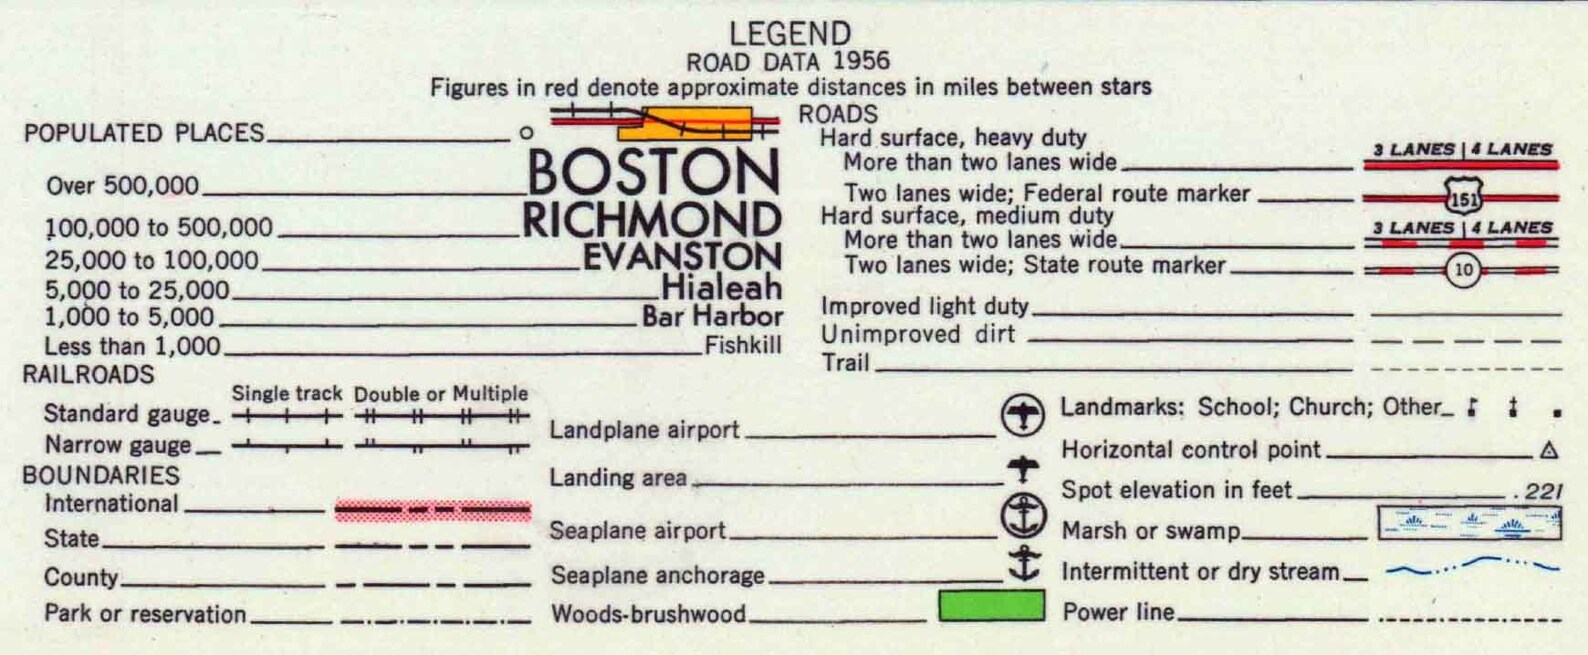 LEGEND
ROAD DATA 1956
Figures in red denote approximate distances in miles between stars
POPULATED PLACES
Over 500,000 BOSTON
100,000 to 500,000 RICHMOND
25,000 to 100,000 EVANSTON
5,000 to 25,000 Hialeah
1,000 to 5,000 Bar Harbor
Less than 1,000 Fishkill
RAILROADS
Single track Double or Multiple
Standard gauge
Narrow gauge
BOUNDARIES
International
State
County
Park or reservation
Landplane airport
Landing area
Seaplane airport
Seaplane anchorage
Woods-brushwood
ROADS
Hard surface, heavy duty
More than two lanes wide 3 LANES | 4 LANES
Two lanes wide; Federal route marker 151
Hard surface, medium duty
More than two lanes wide 3 LANES | 4 LANES
Two lanes wide; State route marker 10
Improved light duty
Unimproved dirt
Trail
Landmarks: School; Church; Other
Horizontal control point
Spot elevation in feet .221
Marsh or swamp
Intermittent or dry stream
Power line